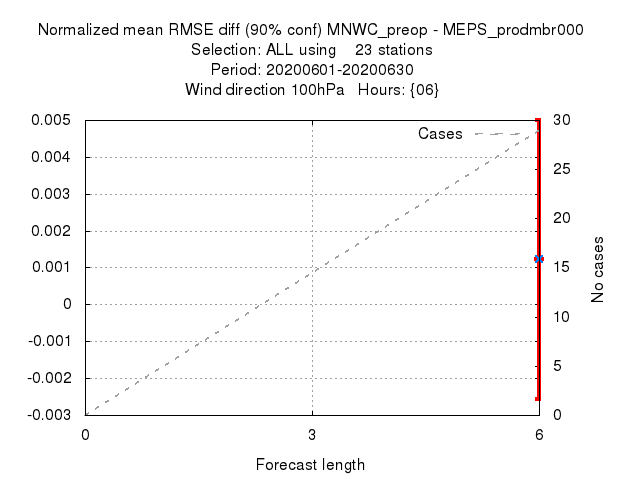 Normalized mean RMSE diff (90% conf) MNWC_preop - MEPS_prodmbr000
Selection: ALL using    23 stations
Period: 20200601-20200630
Wind direction 100hPa   Hours: {06}
0.005
0.004
0.003
0.002
0.001
0
-0.001
-0.002
-0.003
Cases
30
25
20
15
10
5
0
No cases
0 3 6
Forecast length